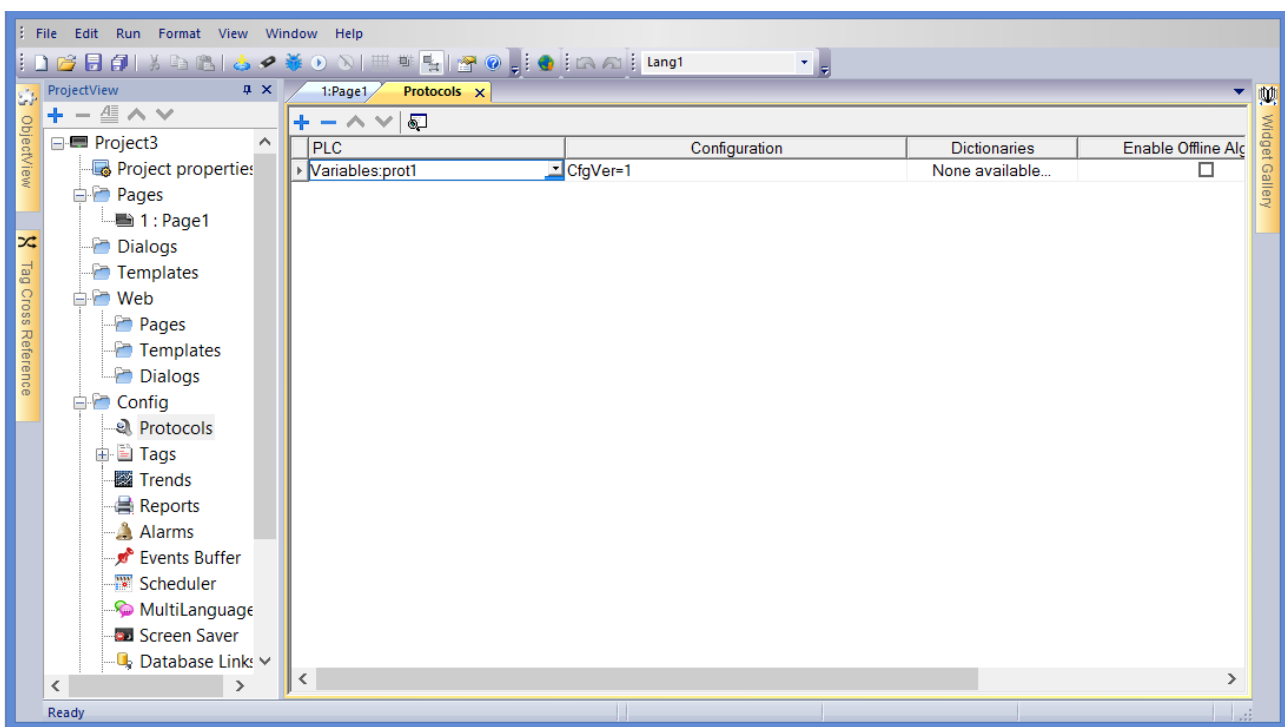 File Edit Run Format View Window Help
Lang1
ObjectView
Tag Cross Reference
ProjectView
Project3
Project properties
Pages
1 : Page1
Dialogs
Templates
Web
Pages
Templates
Dialogs
Config
Protocols
Tags
Trends
Reports
Alarms
Events Buffer
Scheduler
MultiLanguage
Screen Saver
Database Links
1:Page1 Protocols
PLC Configuration Dictionaries Enable Offline Alg
Variables:prot1 CfgVer=1 None available...
Widget Gallery
Ready